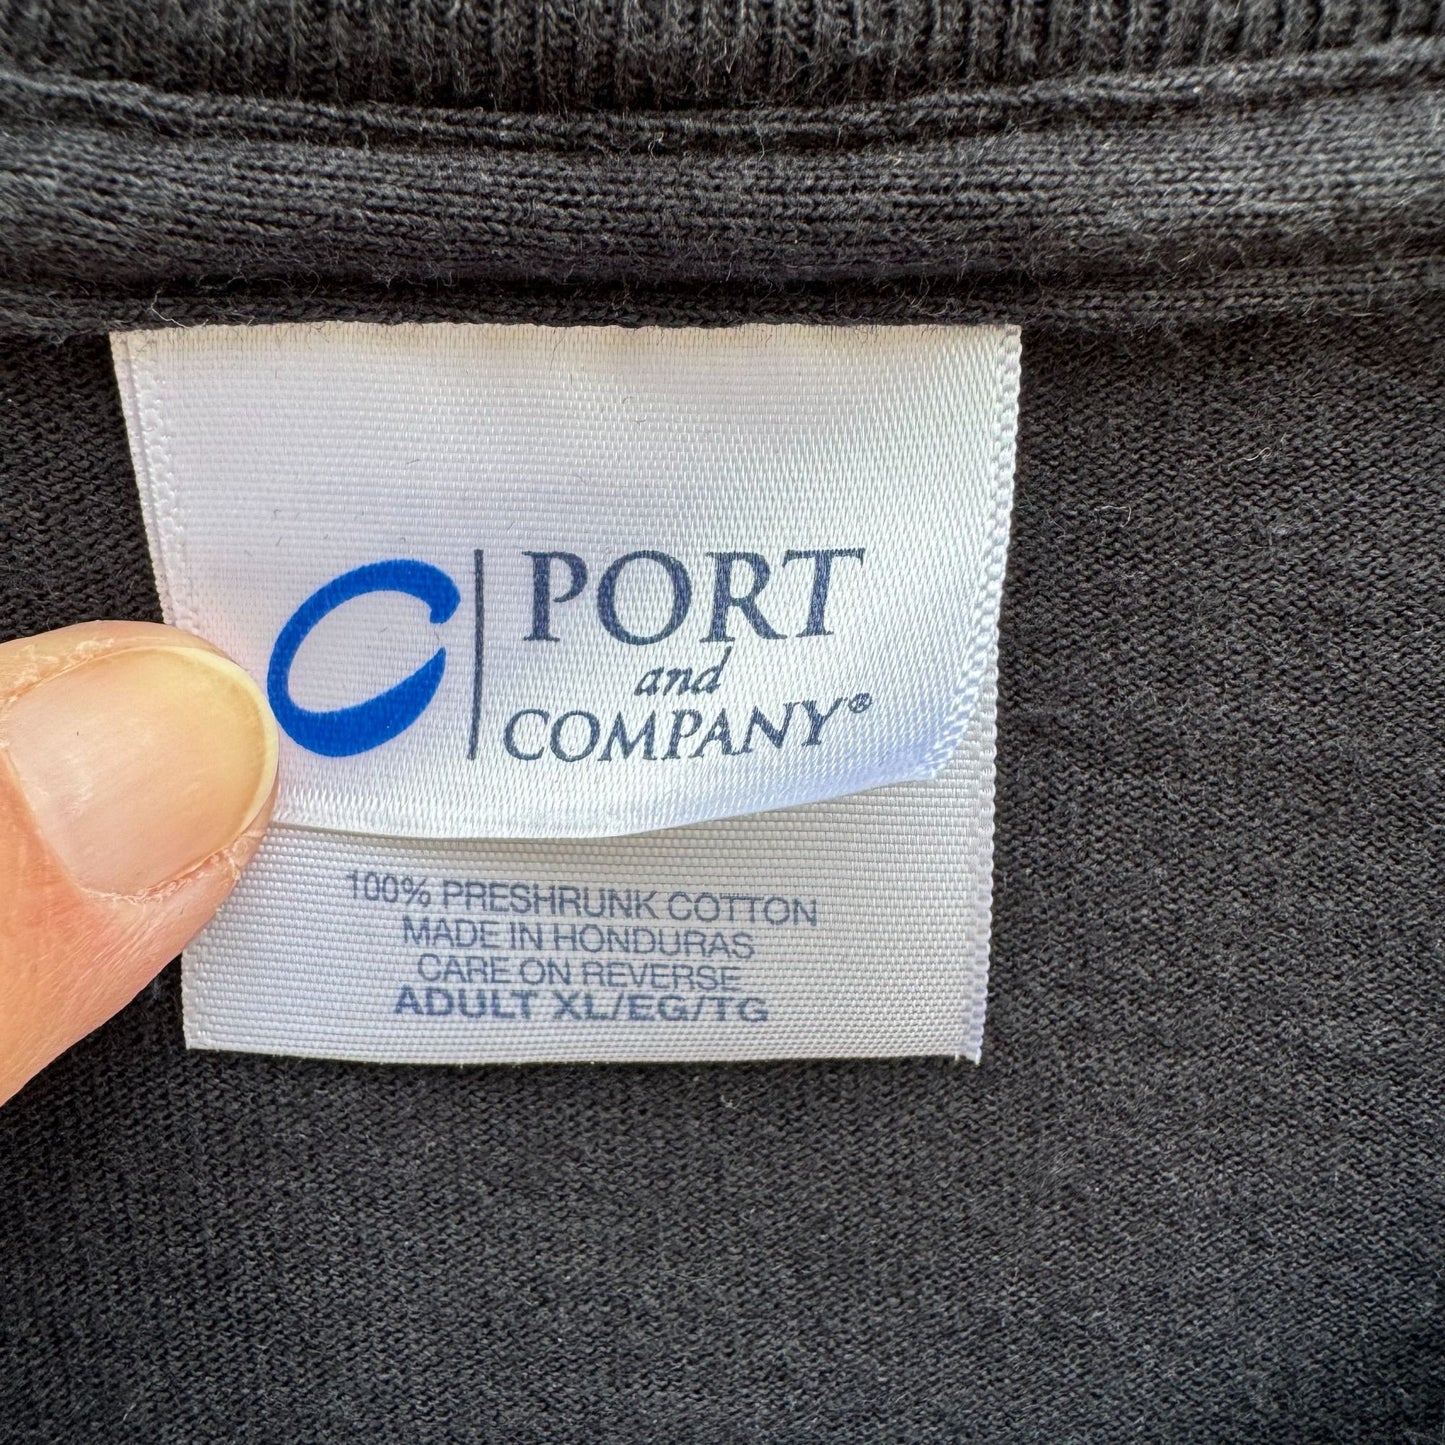 PORT
and
COMPANY®
100% PRESHRUNK COTTON
MADE IN HONDURAS
CARE ON REVERSE
ADULT XL/EG/TG